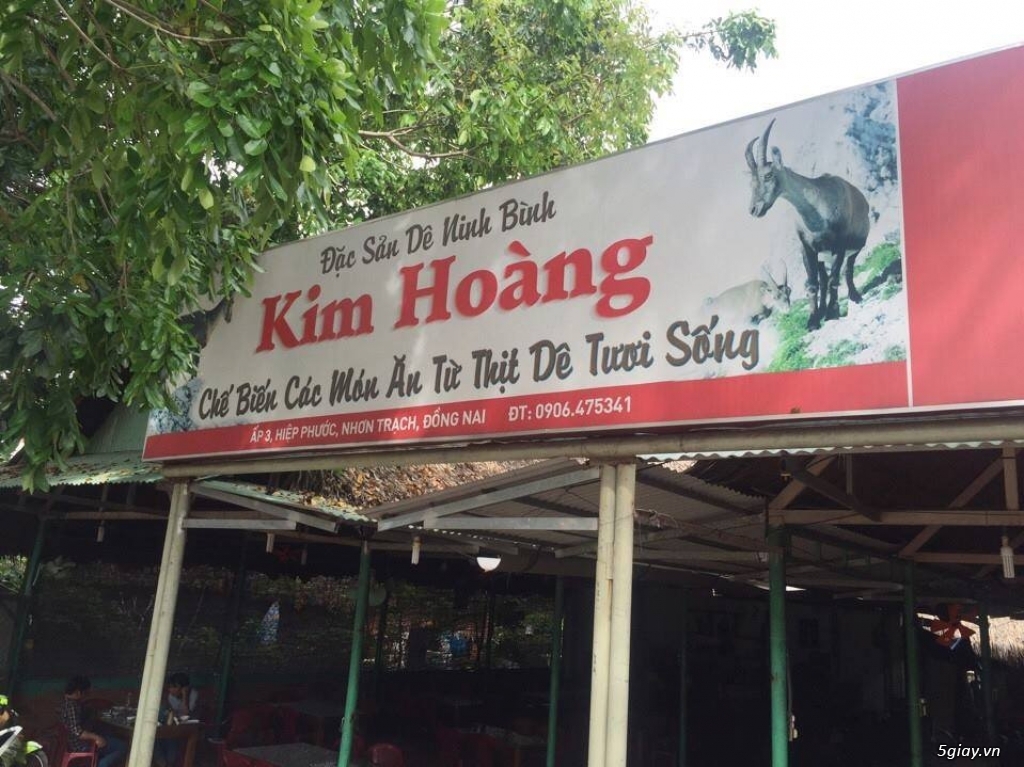 Đặc Sản Dê Ninh Bình
Kim Hoàng
Chế Biến Các Món Ăn Từ Thịt Dê Tươi Sống
ẤP 3, HIỆP PHƯỚC, NHƠN TRẠCH, ĐỒNG NAI ĐT: 0906.475341
5giay.vn